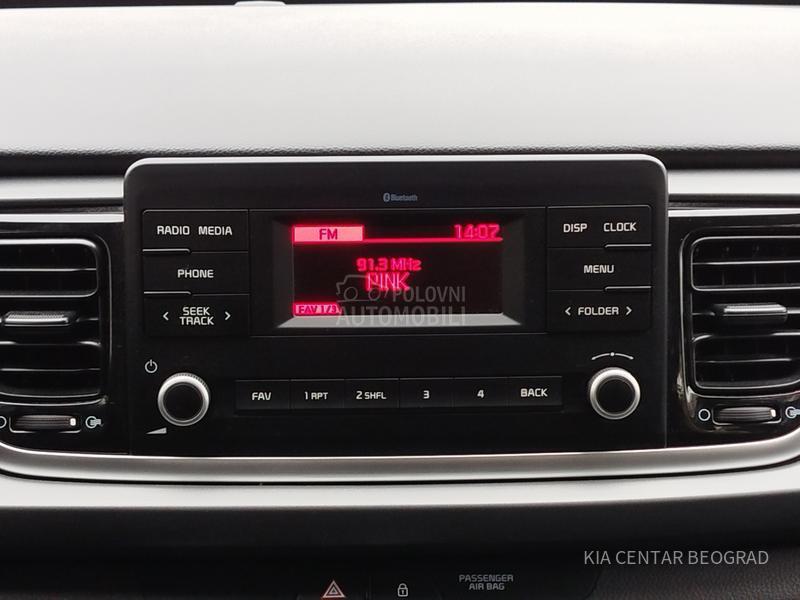 Bluetooth
RADIO MEDIA
PHONE
SEEK
TRACK
FM 14:07
91.3 MHz
PINK
FAV 1/3
POLOVNI
AUTOMOBILI
DISP CLOCK
MENU
FOLDER
FAV 1 RPT 2 SHFL 3 4 BACK
KIA CENTAR BEOGRAD
PASSENGER
AIR BAG